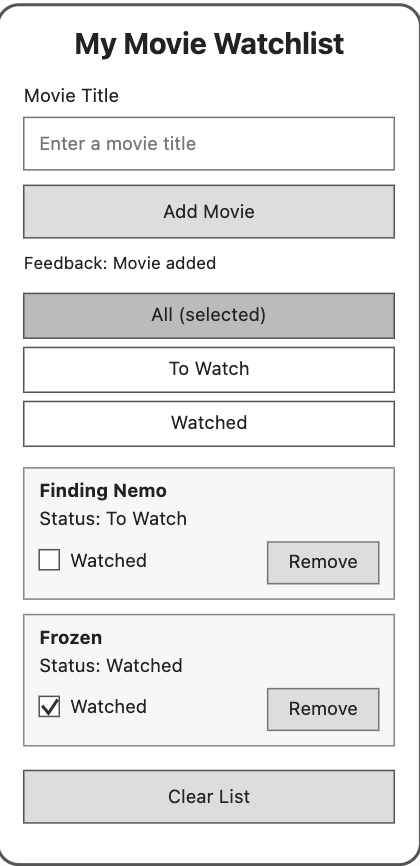 My Movie Watchlist
Movie Title
Enter a movie title
Add Movie
Feedback: Movie added
All (selected)
To Watch
Watched
Finding Nemo
Status: To Watch
Watched
Remove
Frozen
Status: Watched
Watched
Remove
Clear List